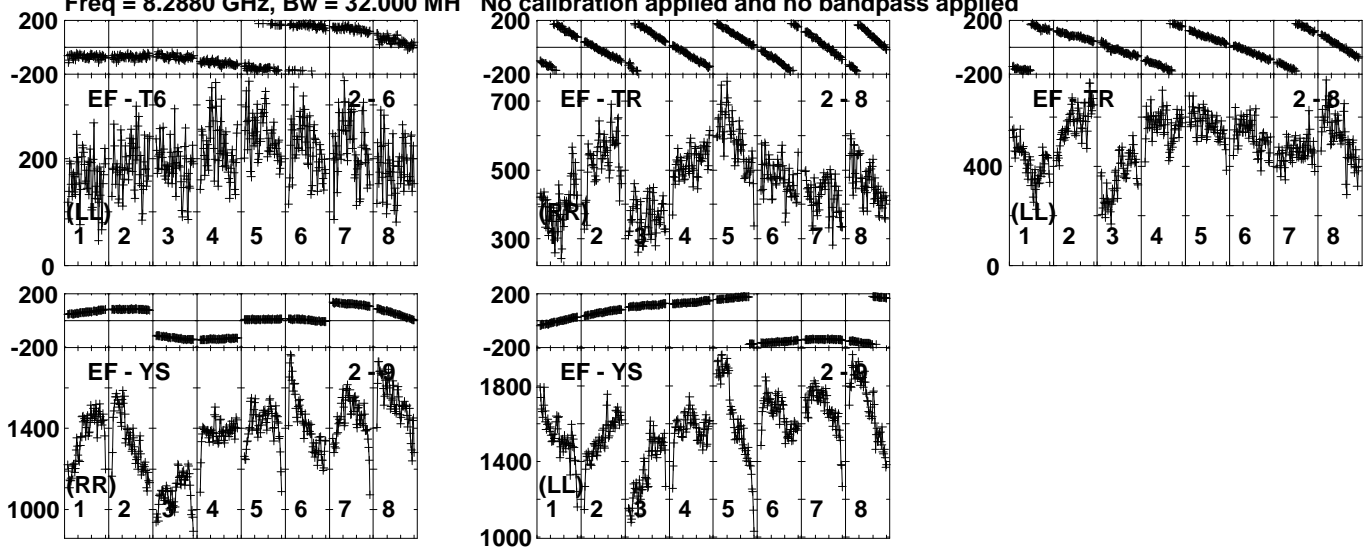 Freq = 8.2880 GHz, Bw = 32.000 MH No calibration applied and no bandpass applied
200
-200
EF - T6 2 - 6
200
0
(LL)
1 2 3 4 5 6 7 8
200
-200
EF - TR 2 - 8
700
500
300
(RR)
1 2 3 4 5 6 7 8
200
-200
EF - TR 2 - 8
400
0
(LL)
1 2 3 4 5 6 7 8
200
-200
EF - YS 2 - 9
1400
1000
(RR)
1 2 3 4 5 6 7 8
200
-200
EF - YS 2 - 9
1800
1400
1000
(LL)
1 2 3 4 5 6 7 8